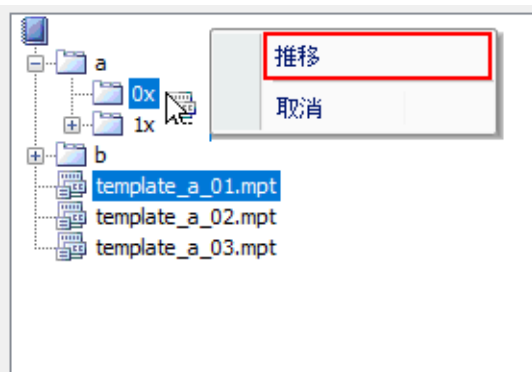 a
0x
1x
b
template_a_01.mpt
template_a_02.mpt
template_a_03.mpt
推移
取消